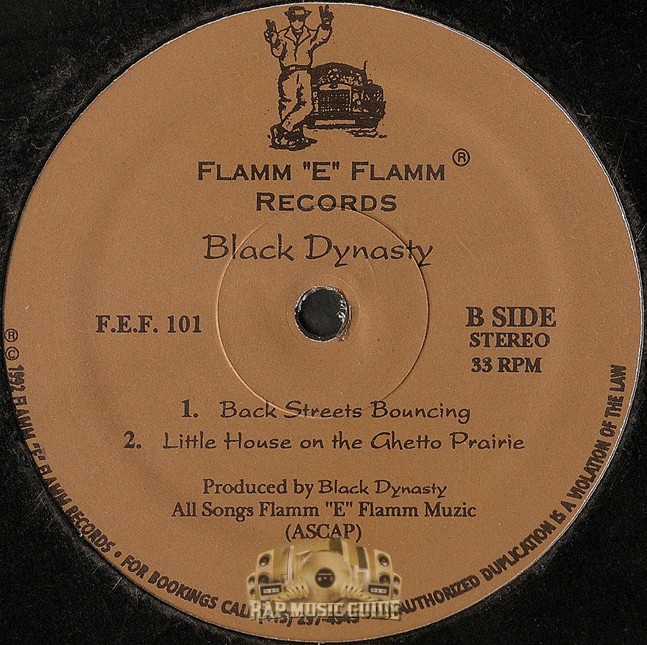 FLAMM "E" FLAMM ®
RECORDS
Black Dynasty
F.E.F. 101
B SIDE
STEREO
33 RPM
1. Back Streets Bouncing
2. Little House on the Ghetto Prairie
Produced by Black Dynasty
All Songs Flamm "E" Flamm Muzic
(ASCAP)
® © 1992 FLAMM "E" FLAMM RECORDS • FOR BOOKINGS CALL AUTHORIZED DUPLICATION IS A VIOLATION OF THE LAW
RAP MUSIC GUIDE